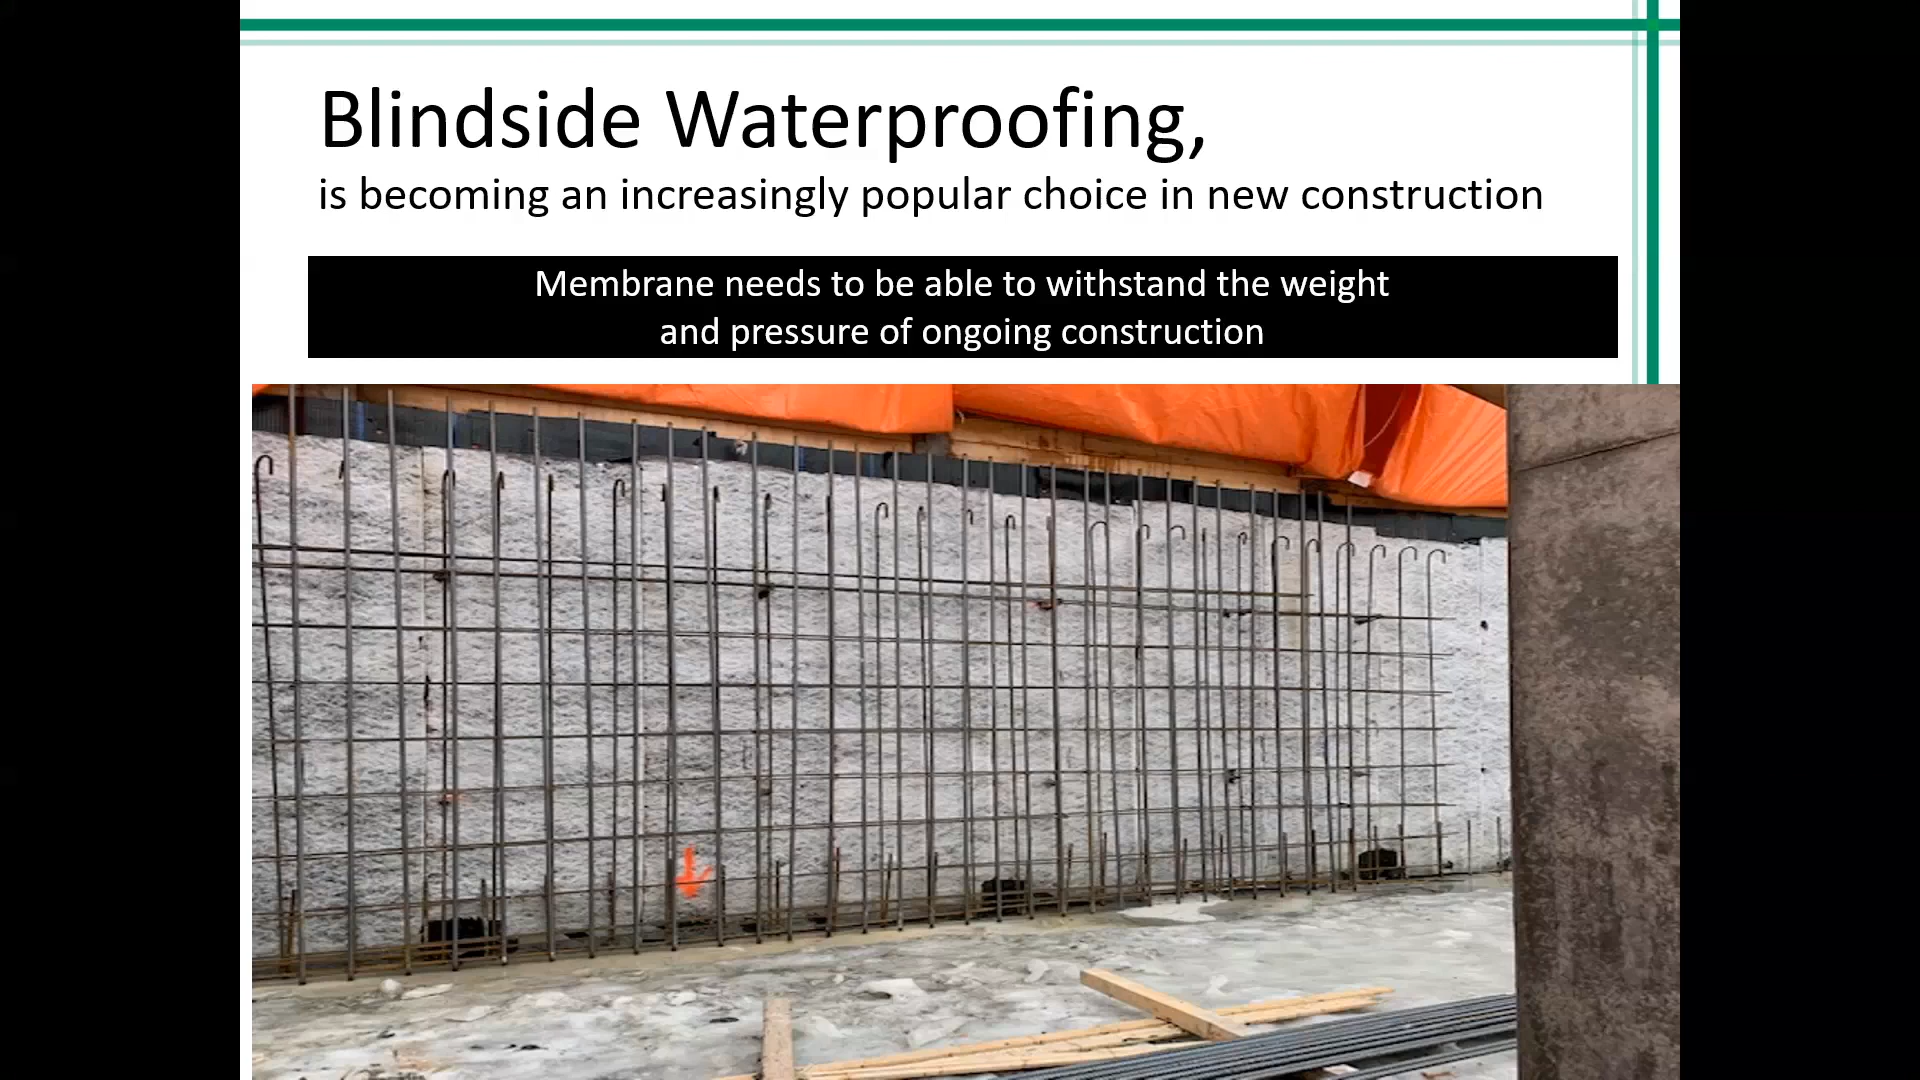 Blindside Waterproofing,
is becoming an increasingly popular choice in new construction
Membrane needs to be able to withstand the weight
and pressure of ongoing construction